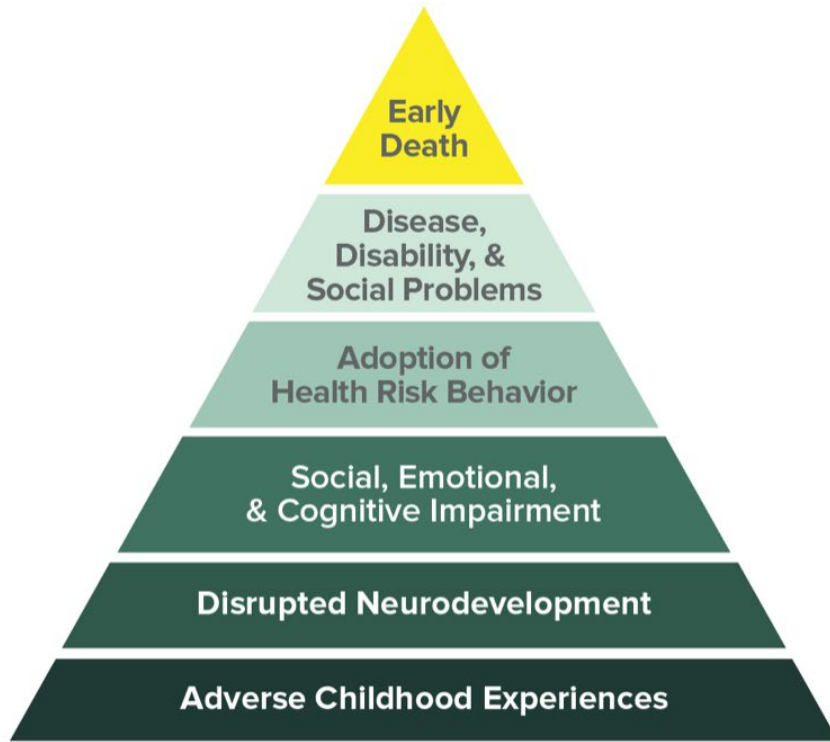 Early
Death
Disease,
Disability, &
Social Problems
Adoption of
Health Risk Behavior
Social, Emotional,
& Cognitive Impairment
Disrupted Neurodevelopment
Adverse Childhood Experiences